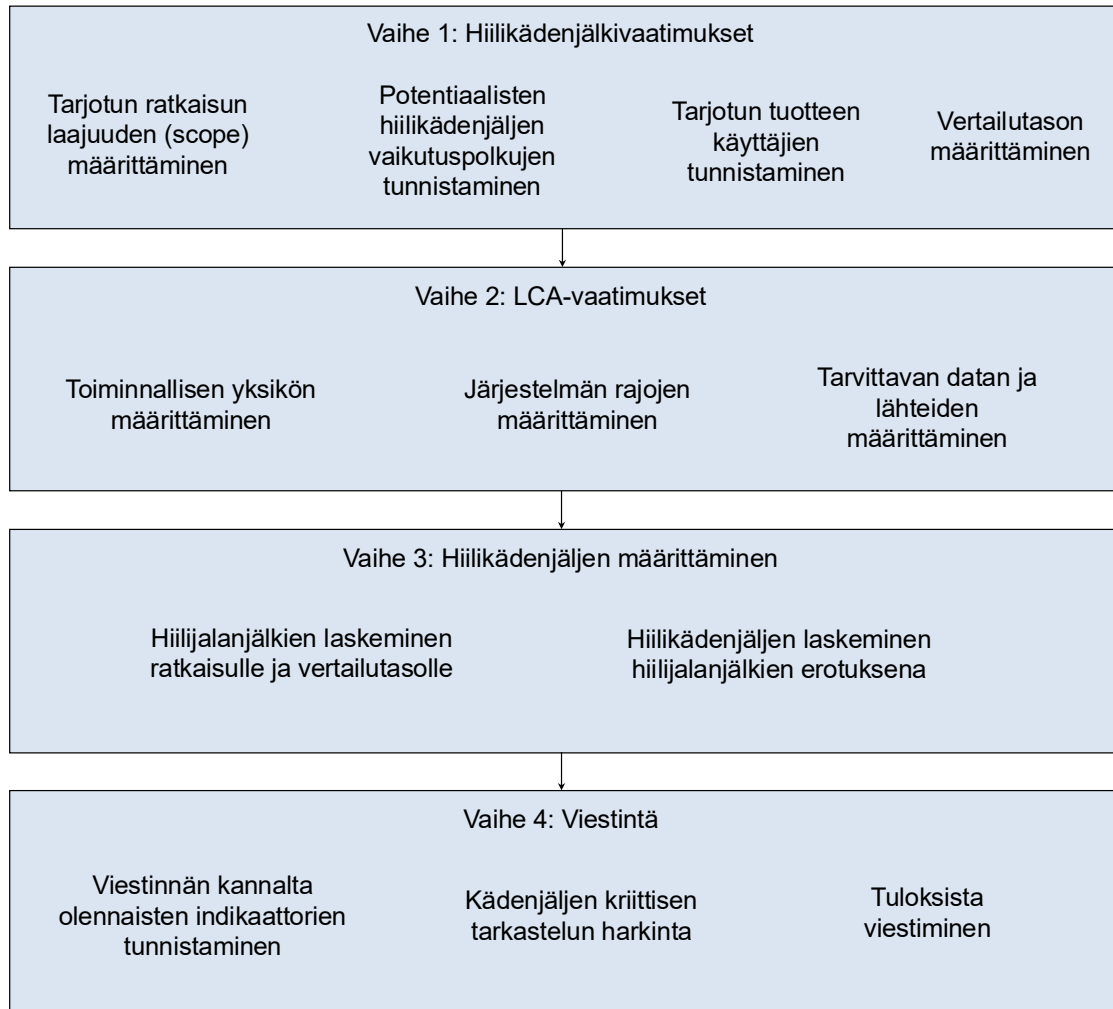 Vaihe 1: Hiilikädenjälkivaatimukset
Tarjotun ratkaisun
laajuuden (scope)
määrittäminen
Potentiaalisten
hiilikädenjäljen
vaikutuspolkujen
tunnistaminen
Tarjotun tuotteen
käyttäjien
tunnistaminen
Vertailutason
määrittäminen
Vaihe 2: LCA-vaatimukset
Toiminnallisen yksikön
määrittäminen
Järjestelmän rajojen
määrittäminen
Tarvittavan datan ja
lähteiden
määrittäminen
Vaihe 3: Hiilikädenjäljen määrittäminen
Hiilijalanjälkien laskeminen
ratkaisulle ja vertailutasolle
Hiilikädenjäljen laskeminen
hiilijalanjälkien erotuksena
Vaihe 4: Viestintä
Viestinnän kannalta
olennaisten indikaattorien
tunnistaminen
Kädenjäljen kriittisen
tarkastelun harkinta
Tuloksista
viestiminen